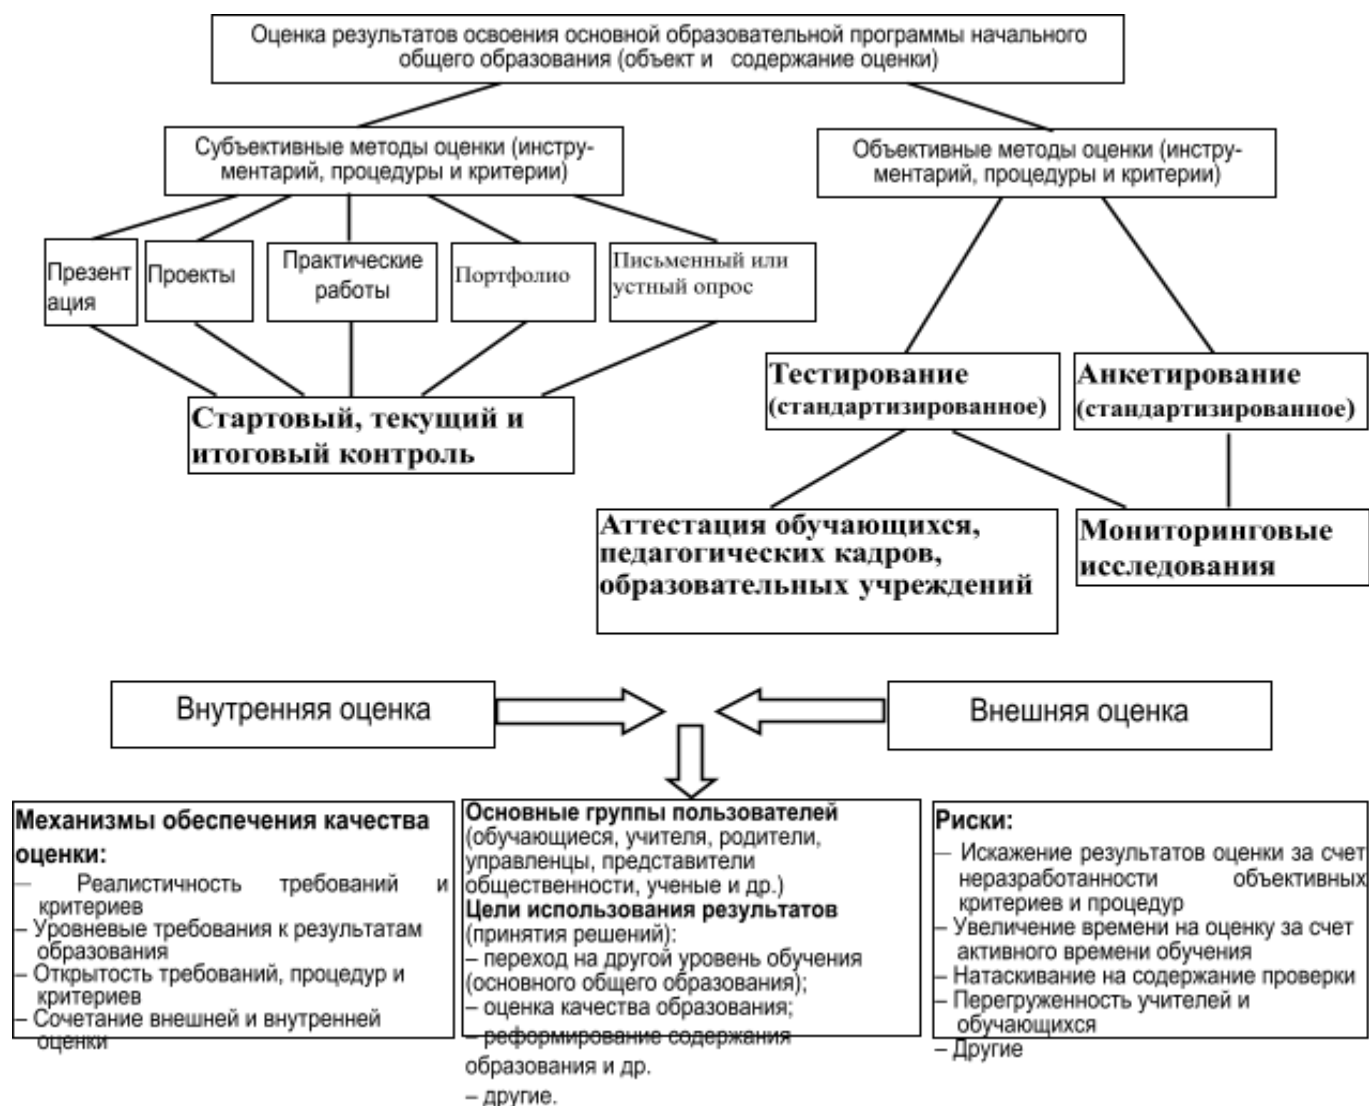 Оценка результатов освоения основной образовательной программы начального
общего образования (объект и содержание оценки)
Субъективные методы оценки (инстру-
ментарий, процедуры и критерии)
Объективные методы оценки (инстру-
ментарий, процедуры и критерии)
Презент
ация
Проекты
Практические
работы
Портфолио
Письменный или
устный опрос
Тестирование
(стандартизированное)
Анкетирование
(стандартизированное)
Стартовый, текущий и
итоговый контроль
Аттестация обучающихся,
педагогических кадров,
образовательных учреждений
Мониторинговые
исследования
Внутренняя оценка
Внешняя оценка
Механизмы обеспечения качества
оценки:
— Реалистичность требований и
критериев
– Уровневые требования к результатам
образования
– Открытость требований, процедур и
критериев
– Сочетание внешней и внутренней
оценки
Основные группы пользователей
(обучающиеся, учителя, родители,
управленцы, представители
общественности, ученые и др.)
Цели использования результатов
(принятия решений):
– переход на другой уровень обучения
(основного общего образования);
– оценка качества образования;
– реформирование содержания
образования и др.
– другие.
Риски:
— Искажение результатов оценки за счет
неразработанности объективных
критериев и процедур
– Увеличение времени на оценку за счет
активного времени обучения
– Натаскивание на содержание проверки
– Перегруженность учителей и
обучающихся
– Другие